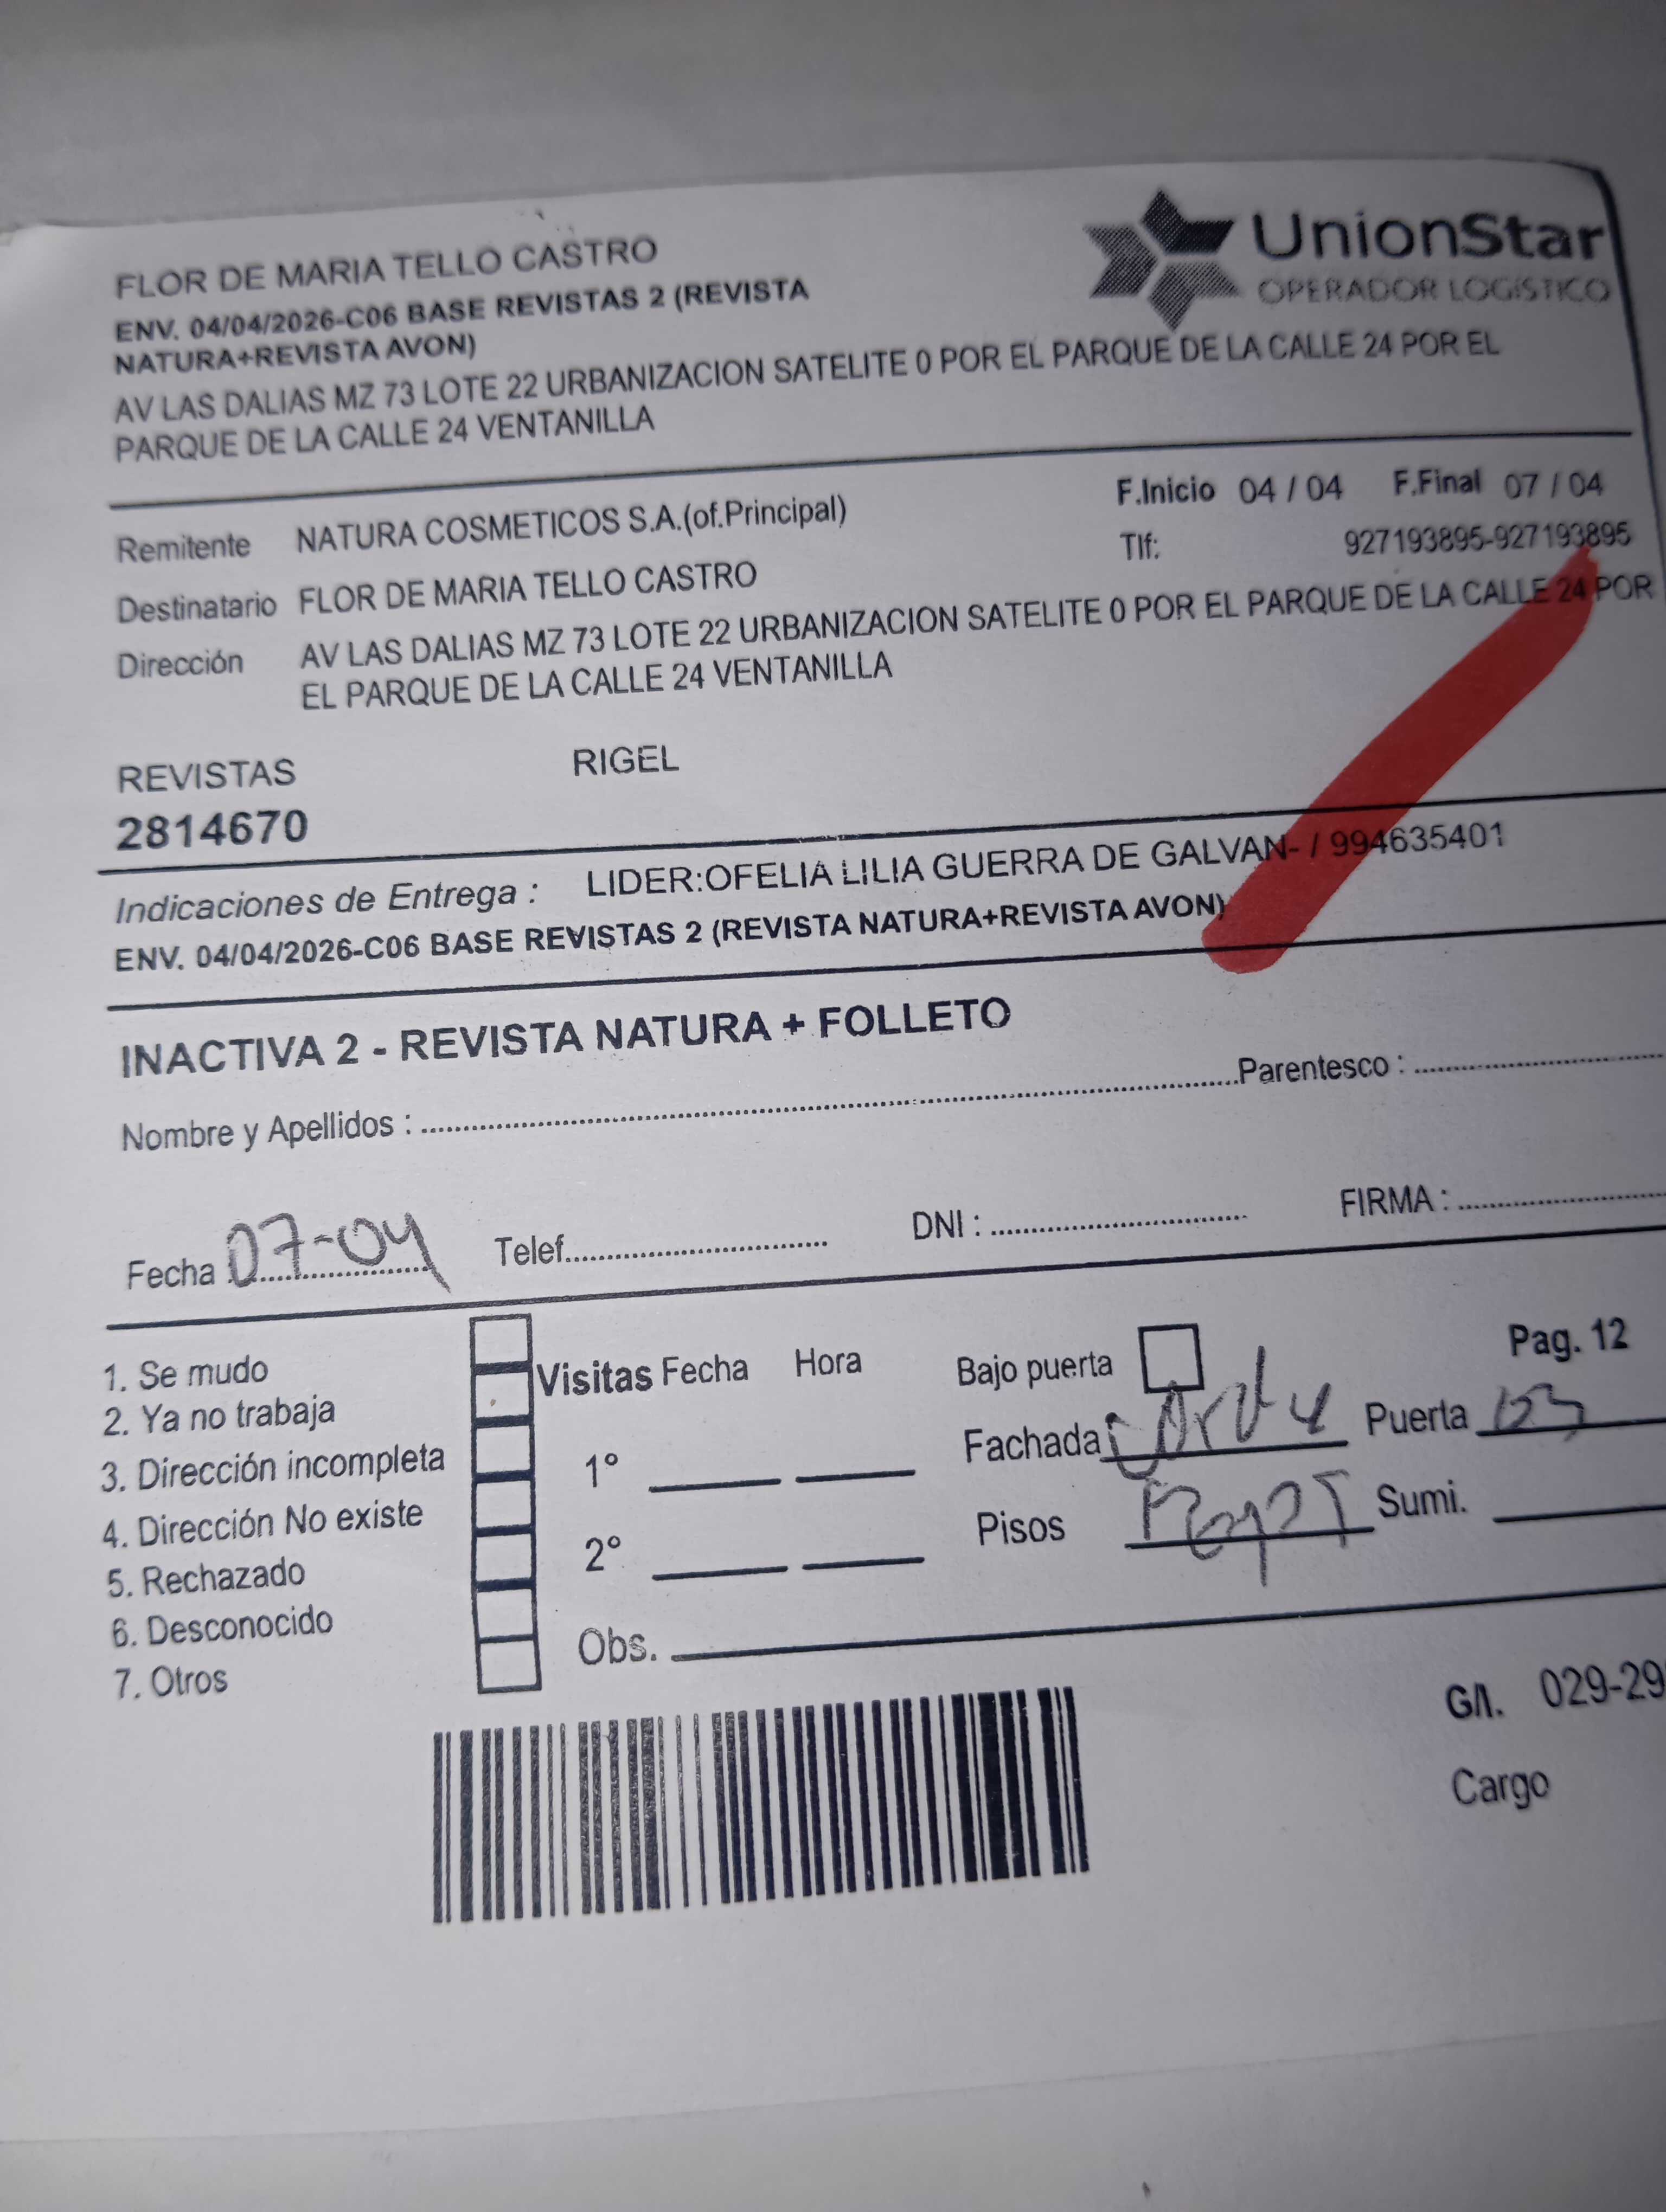 UnionStar
OPERADOR LOGÍSTICO
FLOR DE MARIA TELLO CASTRO
ENV. 04/04/2026-C06 BASE REVISTAS 2 (REVISTA
NATURA+REVISTA AVON)
AV LAS DALIAS MZ 73 LOTE 22 URBANIZACION SATELITE 0 POR EL PARQUE DE LA CALLE 24 POR EL
PARQUE DE LA CALLE 24 VENTANILLA
Remitente NATURA COSMETICOS S.A.(of.Principal) F.Inicio 04 / 04 F.Final 07 / 04
Destinatario FLOR DE MARIA TELLO CASTRO Tlf: 927193895-927193895
Dirección AV LAS DALIAS MZ 73 LOTE 22 URBANIZACION SATELITE 0 POR EL PARQUE DE LA CALLE 24 POR
EL PARQUE DE LA CALLE 24 VENTANILLA
REVISTAS RIGEL
2814670
Indicaciones de Entrega : LIDER:OFELIA LILIA GUERRA DE GALVAN- / 994635401
ENV. 04/04/2026-C06 BASE REVISTAS 2 (REVISTA NATURA+REVISTA AVON)
INACTIVA 2 - REVISTA NATURA + FOLLETO
Nombre y Apellidos : Parentesco :
Fecha : 07-04 Telef. DNI : FIRMA :
Pag. 12
1. Se mudo
2. Ya no trabaja
3. Dirección incompleta
4. Dirección No existe
5. Rechazado
6. Desconocido
7. Otros
Visitas Fecha Hora
1°
2°
Obs.
Bajo puerta
Fachada Puerta
Pisos Sumi.
G/I. 029-29
Cargo